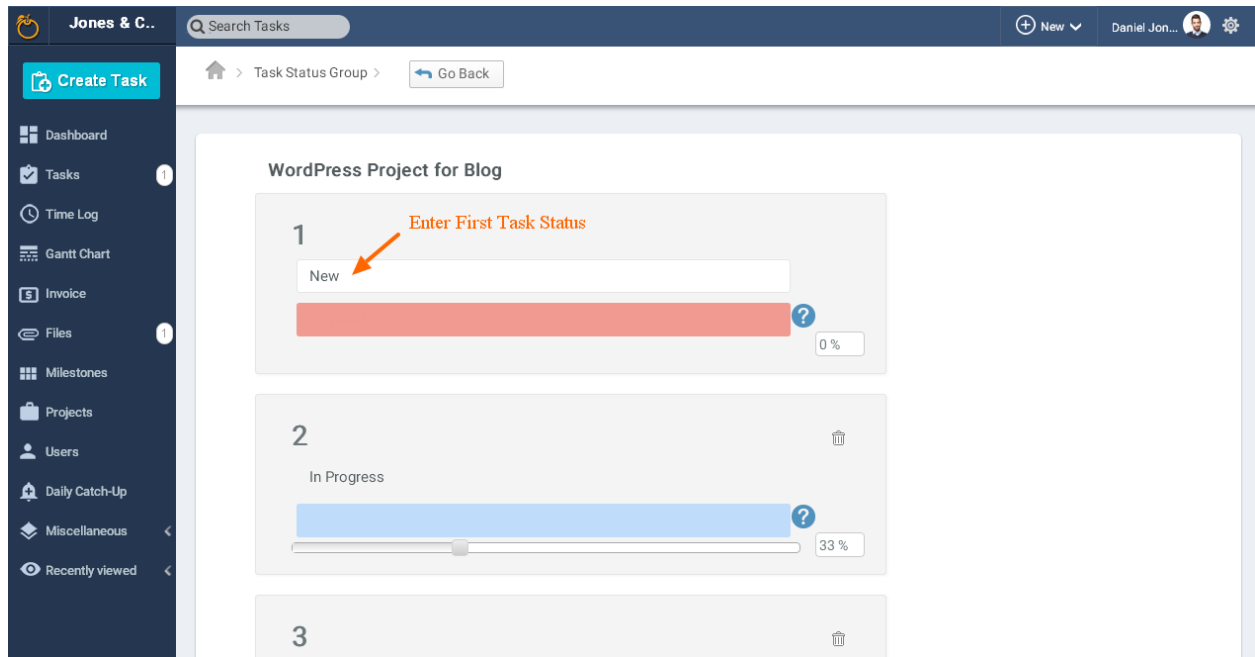 Jones & C..
Search Tasks
New
Daniel Jon...
Create Task
Task Status Group >
Go Back
Dashboard
Tasks
1
Time Log
Gantt Chart
Invoice
Files
1
Milestones
Projects
Users
Daily Catch-Up
Miscellaneous
Recently viewed
WordPress Project for Blog
1
Enter First Task Status
New
?
0 %
2
In Progress
?
33 %
3